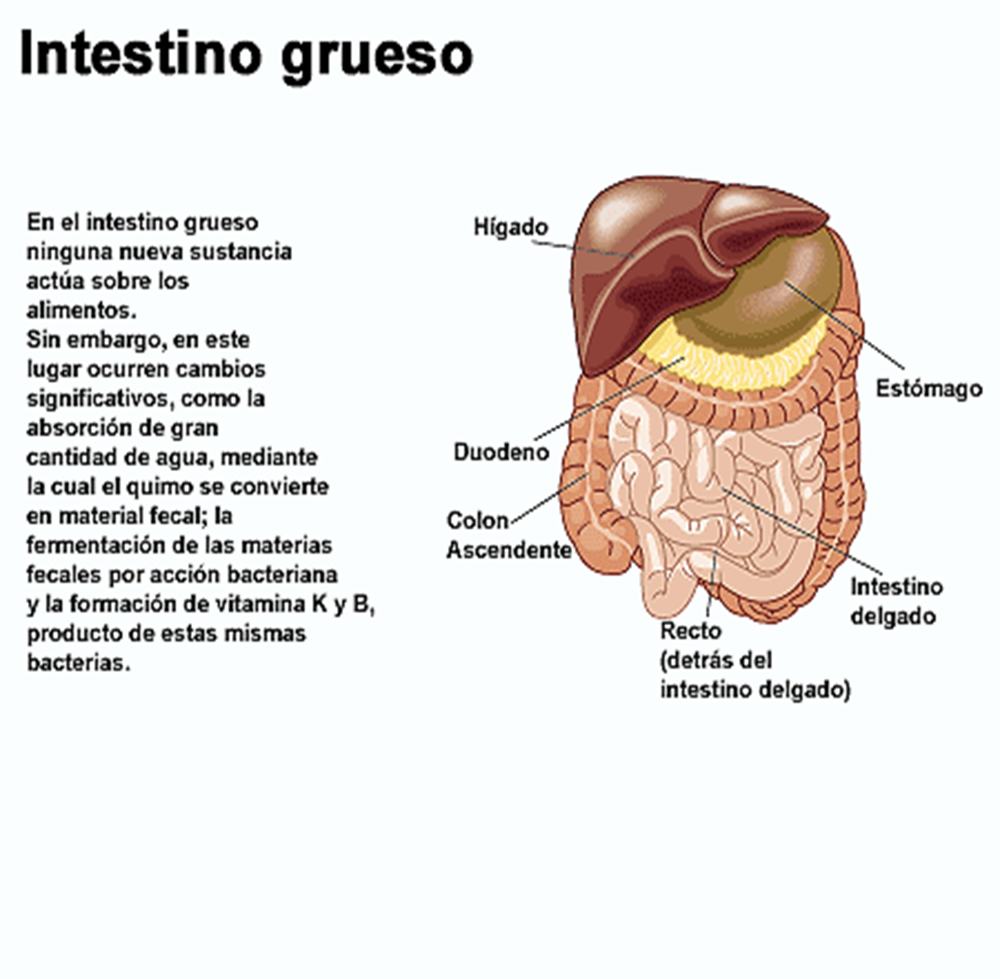 Intestino grueso
En el intestino grueso
ninguna nueva sustancia
actúa sobre los
alimentos.
Sin embargo, en este
lugar ocurren cambios
significativos, como la
absorción de gran
cantidad de agua, mediante
la cual el quimo se convierte
en material fecal; la
fermentación de las materias
fecales por acción bacteriana
y la formación de vitamina K y B,
producto de estas mismas
bacterias.
Hígado
Estómago
Duodeno
Colon
Ascendente
Intestino
delgado
Recto
(detrás del
intestino delgado)